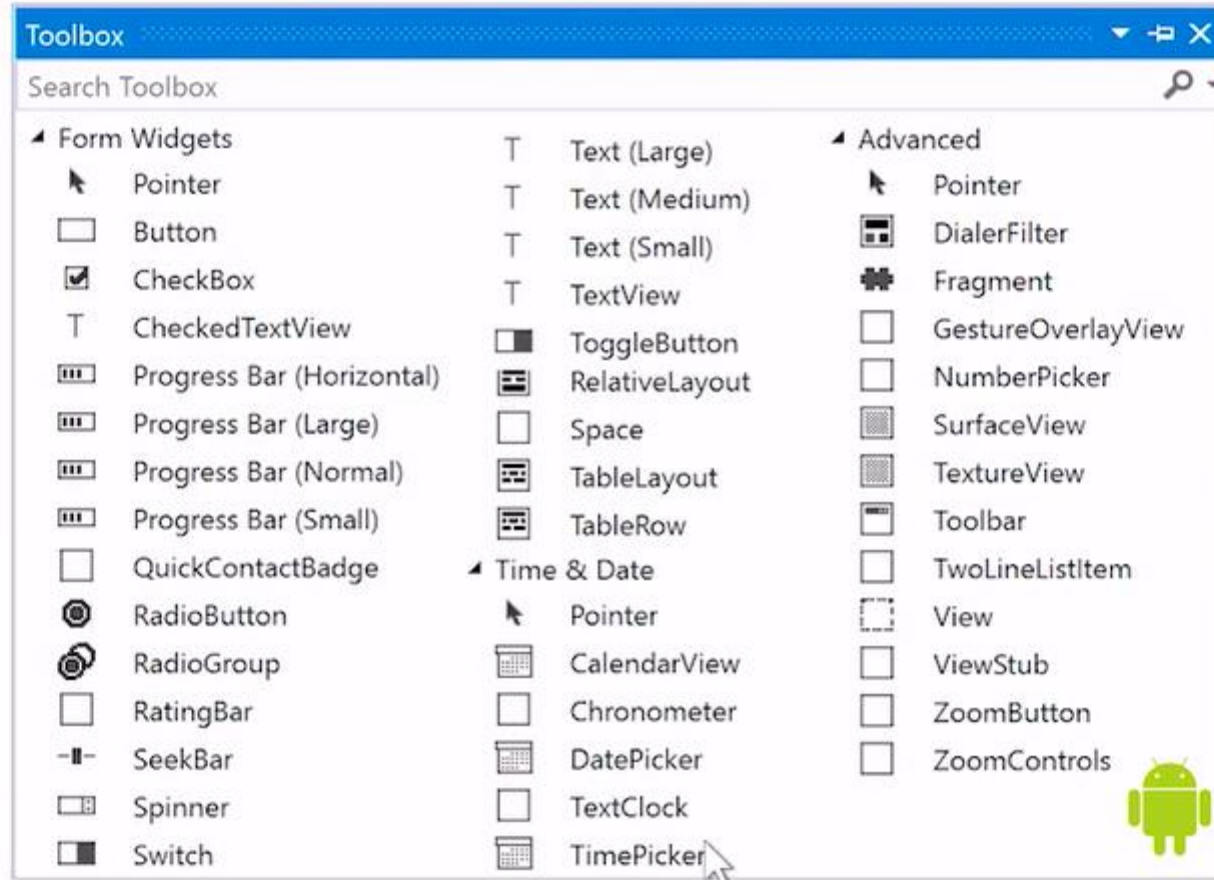 Toolbox
Search Toolbox
Form Widgets
Pointer
Button
CheckBox
CheckedTextView
Progress Bar (Horizontal)
Progress Bar (Large)
Progress Bar (Normal)
Progress Bar (Small)
QuickContactBadge
RadioButton
RadioGroup
RatingBar
SeekBar
Spinner
Switch
Text (Large)
Text (Medium)
Text (Small)
TextView
ToggleButton
RelativeLayout
Space
TableLayout
TableRow
Time & Date
Pointer
CalendarView
Chronometer
DatePicker
TextClock
TimePicker
Advanced
Pointer
DialerFilter
Fragment
GestureOverlayView
NumberPicker
SurfaceView
TextureView
Toolbar
TwoLineListItem
View
ViewStub
ZoomButton
ZoomControls